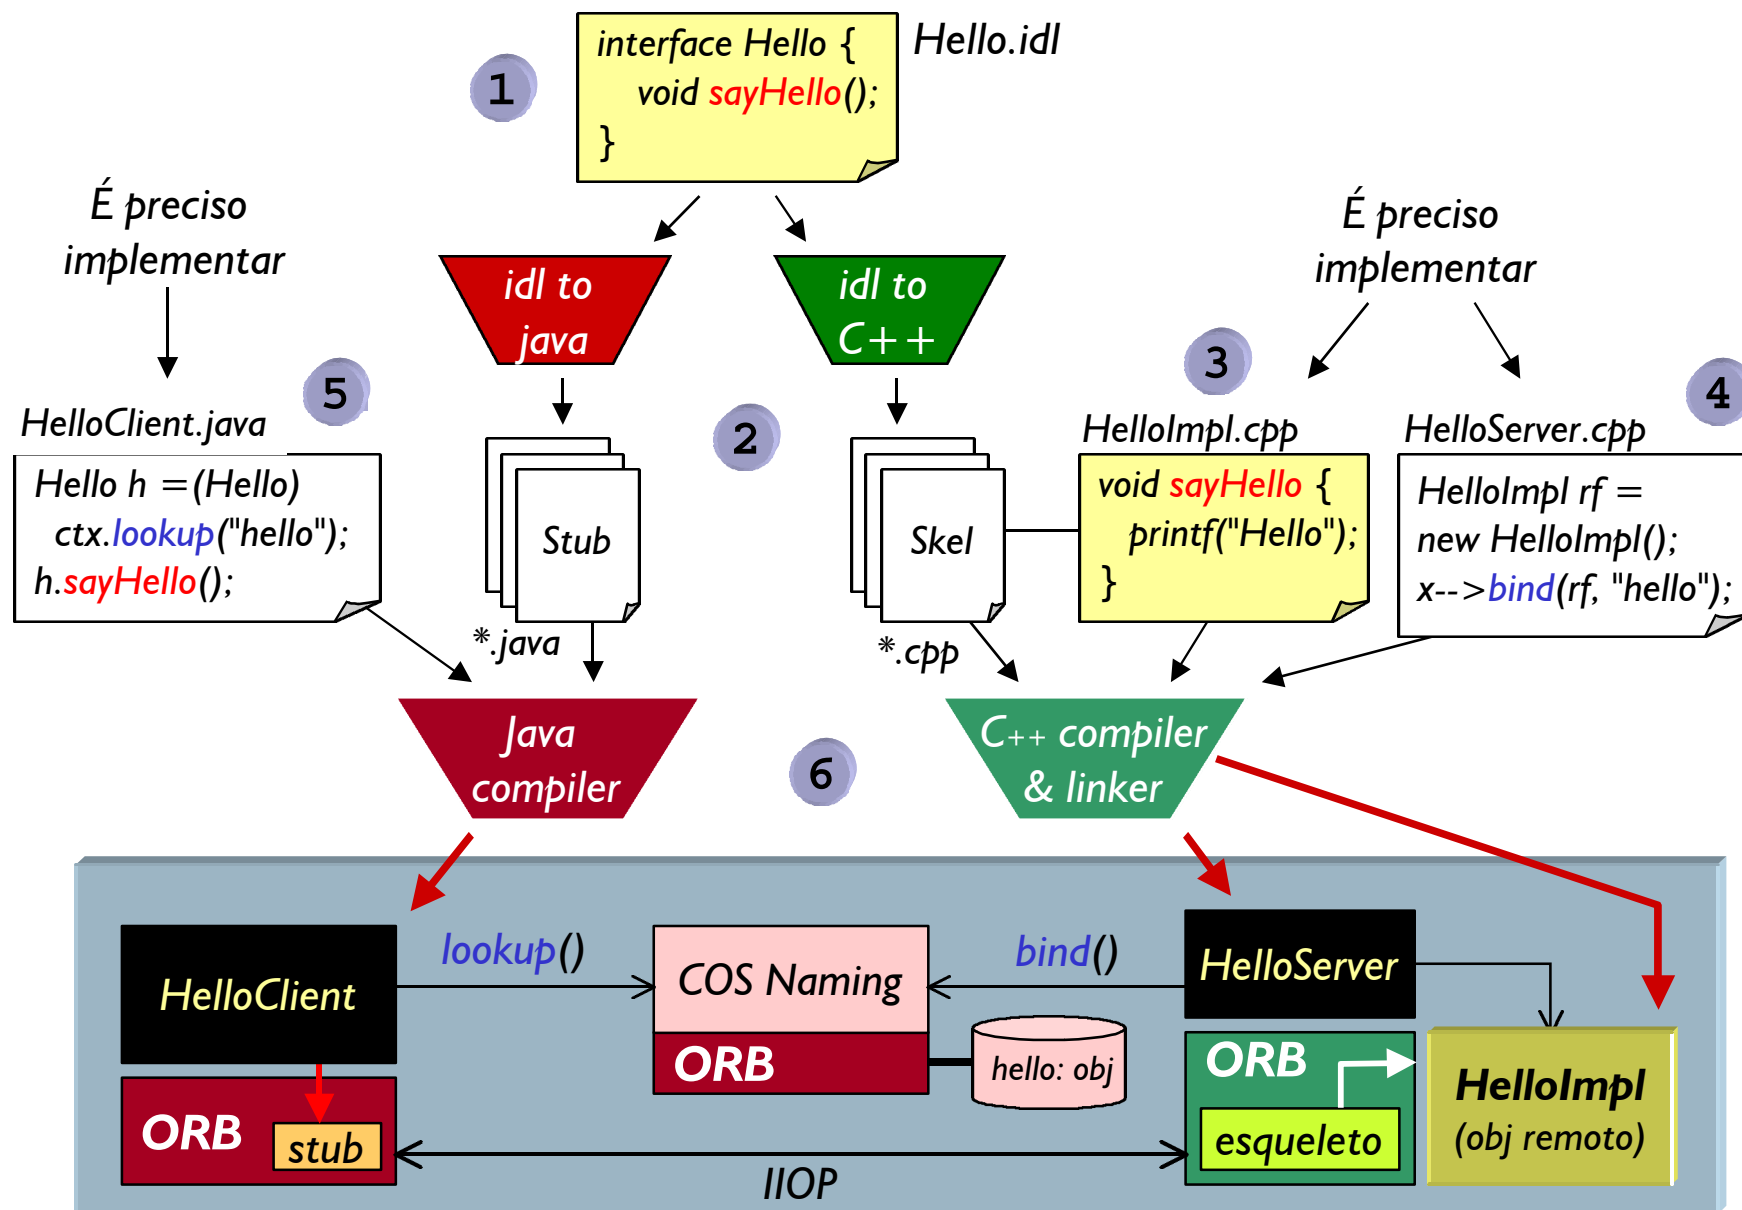 interface Hello {
void sayHello();
}
Hello.idl
1
É preciso
implementar
É preciso
implementar
idl to
java
idl to
C++
5
2
3
4
HelloClient.java
Hello h =(Hello)
ctx.lookup("hello");
h.sayHello();
Stub
*.java
Skel
*.cpp
HelloImpl.cpp
void sayHello {
printf("Hello");
}
HelloServer.cpp
HelloImpl rf =
new HelloImpl();
x-->bind(rf, "hello");
Java
compiler
6
C++ compiler
& linker
HelloClient
lookup()
COS Naming
bind()
HelloServer
ORB
stub
ORB
hello: obj
ORB
esqueleto
HelloImpl
(obj remoto)
IIOP